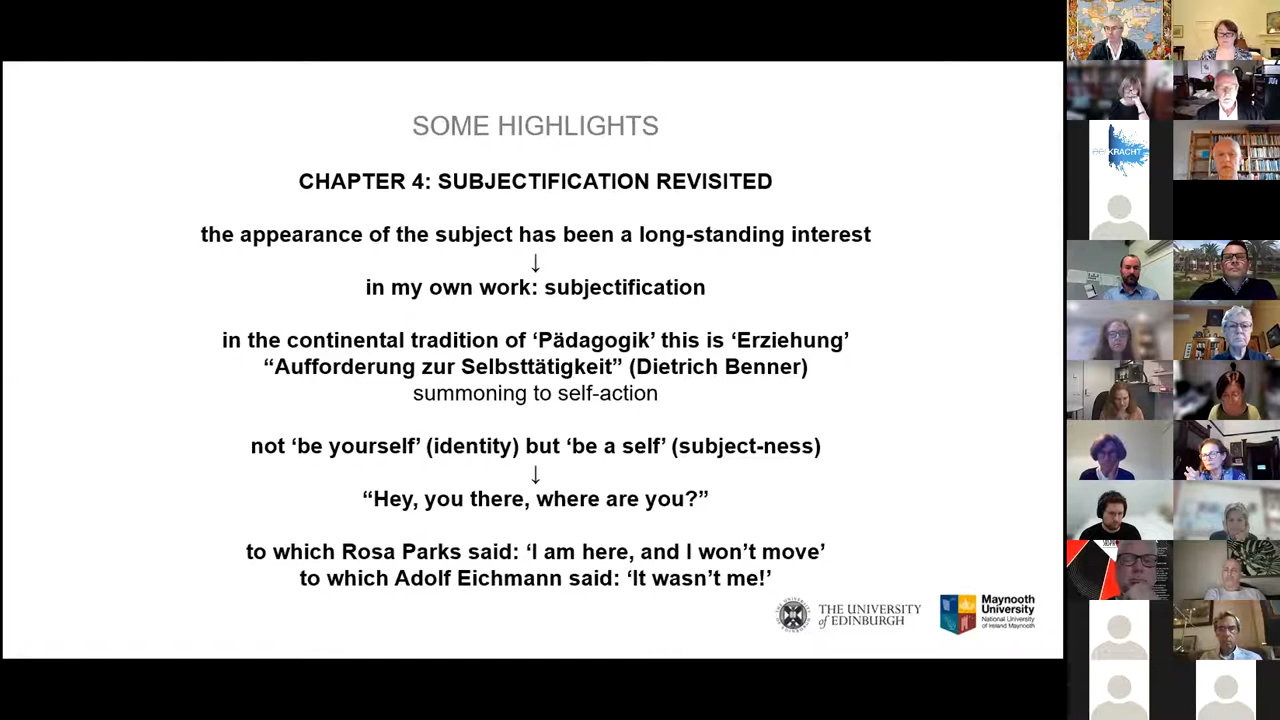 SOME HIGHLIGHTS
CHAPTER 4: SUBJECTIFICATION REVISITED
the appearance of the subject has been a long-standing interest
↓
in my own work: subjectification
in the continental tradition of ‘Pädagogik’ this is ‘Erziehung’
“Aufforderung zur Selbsttätigkeit” (Dietrich Benner)
summoning to self-action
not ‘be yourself’ (identity) but ‘be a self’ (subject-ness)
↓
“Hey, you there, where are you?”
to which Rosa Parks said: ‘I am here, and I won’t move’
to which Adolf Eichmann said: ‘It wasn’t me!’
THE UNIVERSITY
of EDINBURGH
Maynooth
University
National University
of Ireland Maynooth